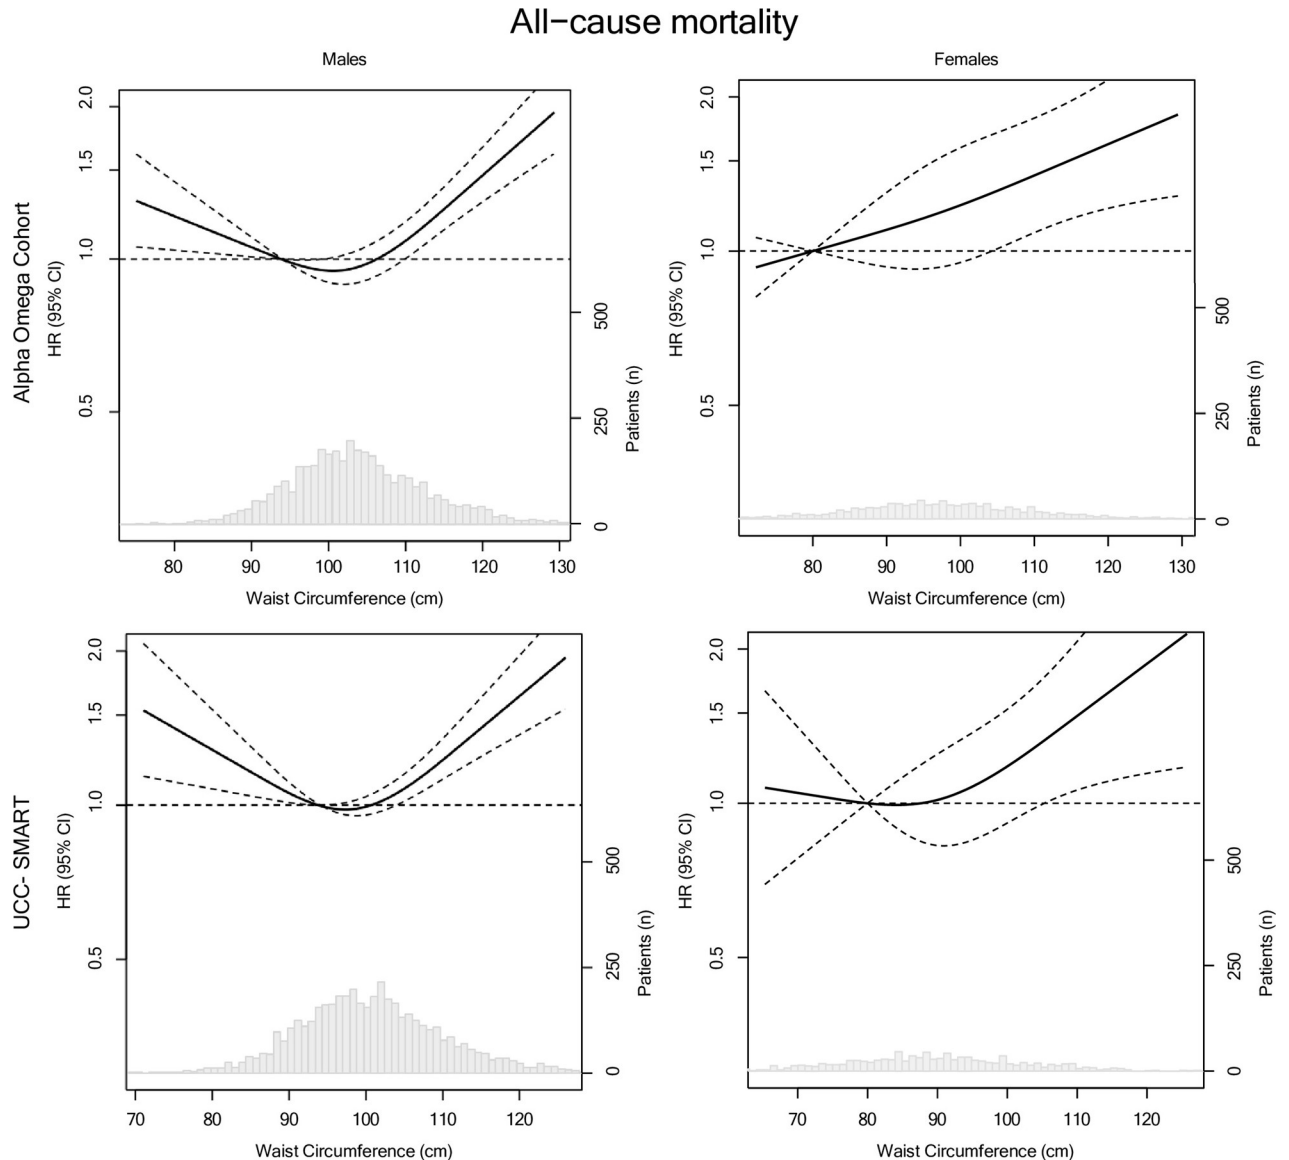 All−cause mortality
Males
Females
Alpha Omega Cohort
HR (95% CI)
2.0
1.5
1.0
0.5
500
250
0
Patients (n)
80 90 100 110 120 130
Waist Circumference (cm)
HR (95% CI)
2.0
1.5
1.0
0.5
500
250
0
Patients (n)
80 90 100 110 120 130
Waist Circumference (cm)
UCC- SMART
HR (95% CI)
2.0
1.5
1.0
0.5
500
250
0
Patients (n)
70 80 90 100 110 120
Waist Circumference (cm)
HR (95% CI)
2.0
1.5
1.0
0.5
500
250
0
Patients (n)
70 80 90 100 110 120
Waist Circumference (cm)